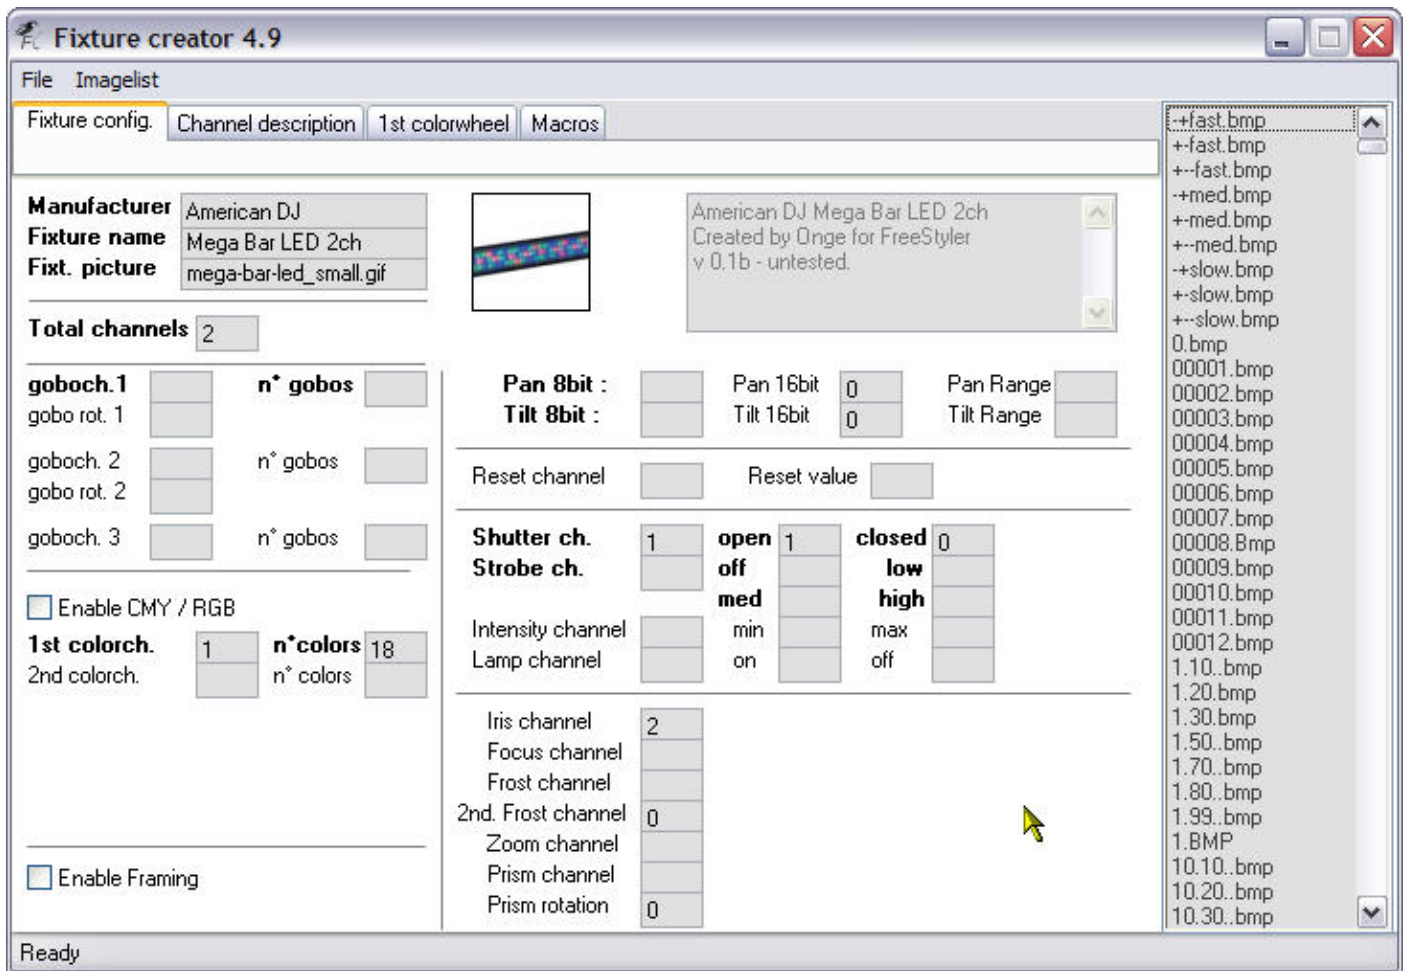 Fixture creator 4.9
File Imagelist
Fixture config. Channel description 1st colorwheel Macros
Manufacturer American DJ
Fixture name Mega Bar LED 2ch
Fixt. picture mega-bar-led_small.gif
American DJ Mega Bar LED 2ch
Created by Onge for FreeStyler
v 0.1b - untested.
Total channels 2
goboch.1 n° gobos
gobo rot. 1
goboch. 2 n° gobos
gobo rot. 2
goboch. 3 n° gobos
Enable CMY / RGB
1st colorch. 1 n°colors 18
2nd colorch. n° colors
Enable Framing
Pan 8bit : Pan 16bit 0 Pan Range
Tilt 8bit : Tilt 16bit 0 Tilt Range
Reset channel Reset value
Shutter ch. 1 open 1 closed 0
Strobe ch. off low
med high
Intensity channel min max
Lamp channel on off
Iris channel 2
Focus channel
Frost channel
2nd. Frost channel 0
Zoom channel
Prism channel
Prism rotation 0
-+fast.bmp
+-fast.bmp
+--fast.bmp
-+med.bmp
+-med.bmp
+--med.bmp
-+slow.bmp
+-slow.bmp
+--slow.bmp
0.bmp
00001.bmp
00002.bmp
00003.bmp
00004.bmp
00005.bmp
00006.bmp
00007.bmp
00008.Bmp
00009.bmp
00010.bmp
00011.bmp
00012.bmp
1.10..bmp
1.20.bmp
1.30.bmp
1.50..bmp
1.70..bmp
1.80..bmp
1.99..bmp
1.BMP
10.10..bmp
10.20..bmp
10.30..bmp
Ready